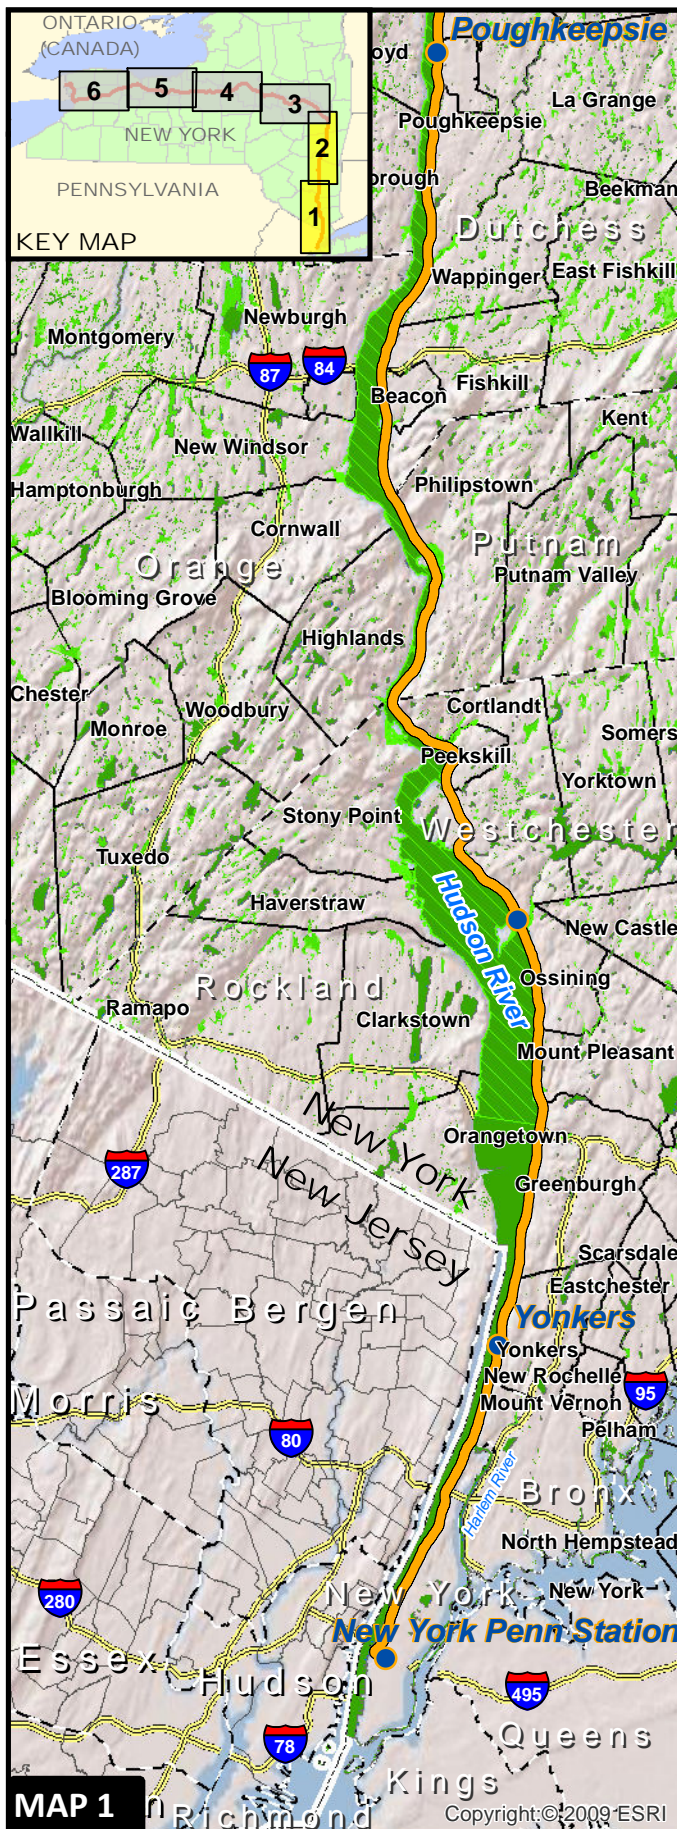 ONTARIO
(CANADA)
6
5
4
3
NEW YORK
2
PENNSYLVANIA
1
KEY MAP
Poughkeepsie
oyd
La Grange
Poughkeepsie
orough
Beekman
Dutchess
Wappinger
East Fishkill
Newburgh
Montgomery
87
84
Fishkill
Beacon
Kent
Wallkill
New Windsor
Hamptonburgh
Philipstown
Cornwall
Putnam
Orange
Putnam Valley
Blooming Grove
Highlands
Chester
Woodbury
Cortlandt
Monroe
Somers
Peekskill
Yorktown
Stony Point
Westchester
Tuxedo
Haverstraw
Hudson River
New Castle
Rockland
Ossining
Ramapo
Clarkstown
Mount Pleasant
New York
Orangetown
287
New Jersey
Greenburgh
Scarsdale
Eastchester
Passaic
Bergen
Yonkers
Yonkers
New Rochelle
95
Morris
Mount Vernon
80
Pelham
Harlem River
Bronx
North Hempstead
280
New York
New York
New York Penn Station
Essex
Hudson
495
78
Queens
Kings
MAP 1
n
Richmond
Copyright:© 2009 ESRI